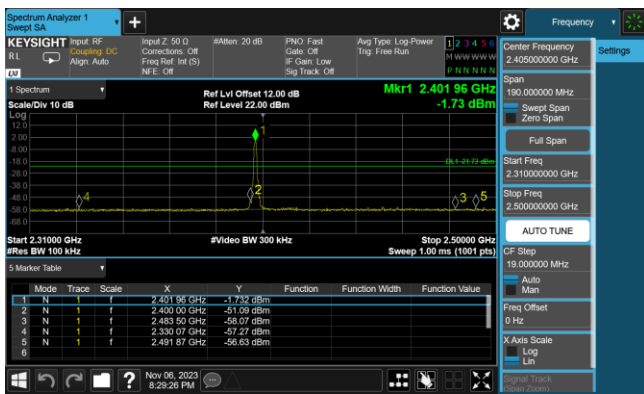 Spectrum Analyzer 1
Swept SA
+
Frequency
KEYSIGHT
RL
LXI
Input: RF
Coupling: DC
Align: Auto
Input Z: 50 Ω
Corrections: Off
Freq Ref: Int (S)
NFE: Off
#Atten: 20 dB
PNO: Fast
Gate: Off
IF Gain: Low
Sig Track: Off
Avg Type: Log-Power
Trig: Free Run
1 2 3 4 5 6
M W W W W W
P N N N N N
1 Spectrum
Scale/Div 10 dB
Log
Ref Lvl Offset 12.00 dB
Ref Level 22.00 dBm
Mkr1 2.401 96 GHz
-1.73 dBm
12.0
2.00
-8.00
-18.0
-28.0
-38.0
-48.0
-58.0
-68.0
1
DL1 -21.73 dBm
2
4
3
5
Start 2.31000 GHz
#Res BW 100 kHz
#Video BW 300 kHz
Stop 2.50000 GHz
Sweep 1.00 ms (1001 pts)
5 Marker Table
Mode Trace Scale X Y Function Function Width Function Value
1 N 1 f 2.401 96 GHz -1.732 dBm
2 N 1 f 2.400 00 GHz -51.09 dBm
3 N 1 f 2.483 50 GHz -58.07 dBm
4 N 1 f 2.330 07 GHz -57.27 dBm
5 N 1 f 2.491 87 GHz -56.63 dBm
6
?
Nov 06, 2023
8:29:26 PM
Center Frequency
2.405000000 GHz
Settings
Span
190.000000 MHz
Swept Span
Zero Span
Full Span
Start Freq
2.310000000 GHz
Stop Freq
2.500000000 GHz
AUTO TUNE
CF Step
19.000000 MHz
Auto
Man
Freq Offset
0 Hz
X Axis Scale
Log
Lin
Signal Track
(Span Zoom)